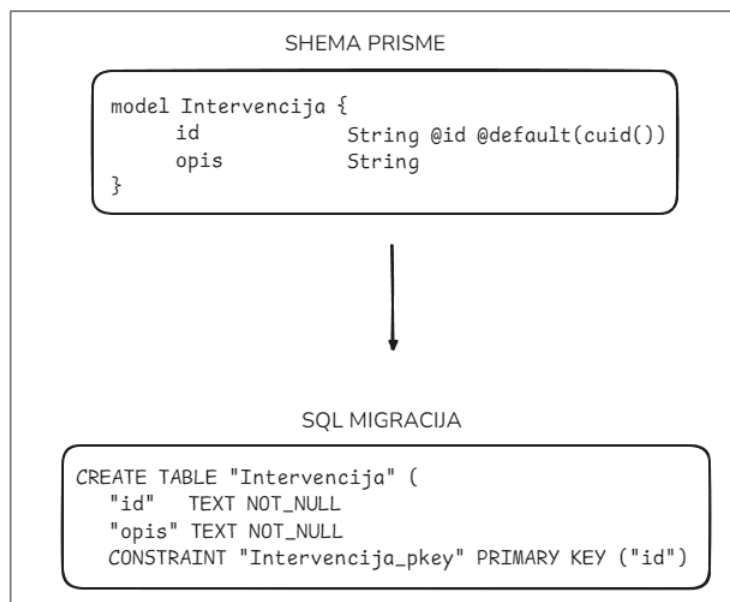 SHEMA PRISME
model Intervencija {
id String @id @default(cuid())
opis String
}
SQL MIGRACIJA
CREATE TABLE "Intervencija" (
"id" TEXT NOT_NULL
"opis" TEXT NOT_NULL
CONSTRAINT "Intervencija_pkey" PRIMARY KEY ("id")